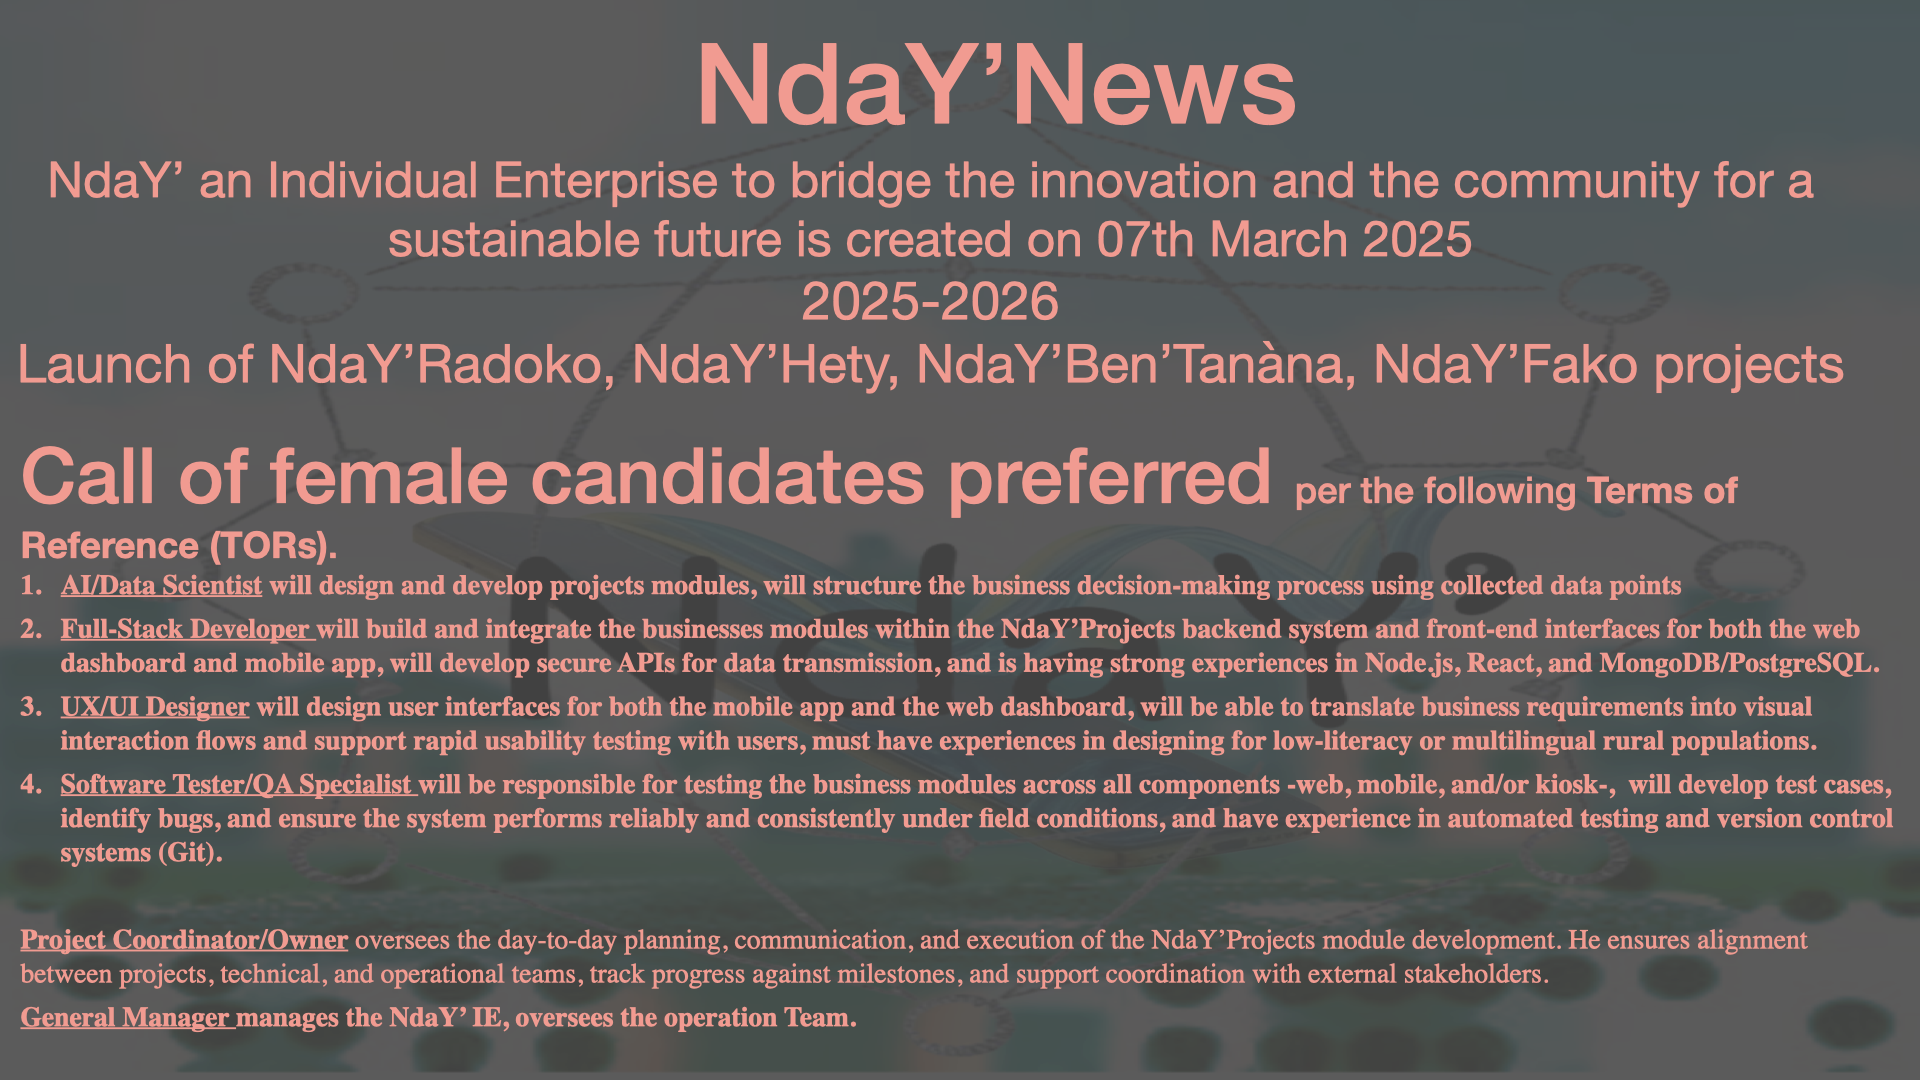 NdaY’News
NdaY’ an Individual Enterprise to bridge the innovation and the community for a
sustainable future is created on 07th March 2025
2025-2026
Launch of NdaY’Radoko, NdaY’Hety, NdaY’Ben’Tanàna, NdaY’Fako projects
Call of female candidates preferred per the following Terms of
Reference (TORs).
1. AI/Data Scientist will design and develop projects modules, will structure the business decision-making process using collected data points
2. Full-Stack Developer will build and integrate the businesses modules within the NdaY’Projects backend system and front-end interfaces for both the web
dashboard and mobile app, will develop secure APIs for data transmission, and is having strong experiences in Node.js, React, and MongoDB/PostgreSQL.
3. UX/UI Designer will design user interfaces for both the mobile app and the web dashboard, will be able to translate business requirements into visual
interaction flows and support rapid usability testing with users, must have experiences in designing for low-literacy or multilingual rural populations.
4. Software Tester/QA Specialist will be responsible for testing the business modules across all components -web, mobile, and/or kiosk-,  will develop test cases,
identify bugs, and ensure the system performs reliably and consistently under field conditions, and have experience in automated testing and version control
systems (Git).
Project Coordinator/Owner oversees the day-to-day planning, communication, and execution of the NdaY’Projects module development. He ensures alignment
between projects, technical, and operational teams, track progress against milestones, and support coordination with external stakeholders.
General Manager manages the NdaY’ IE, oversees the operation Team.
NdaY’